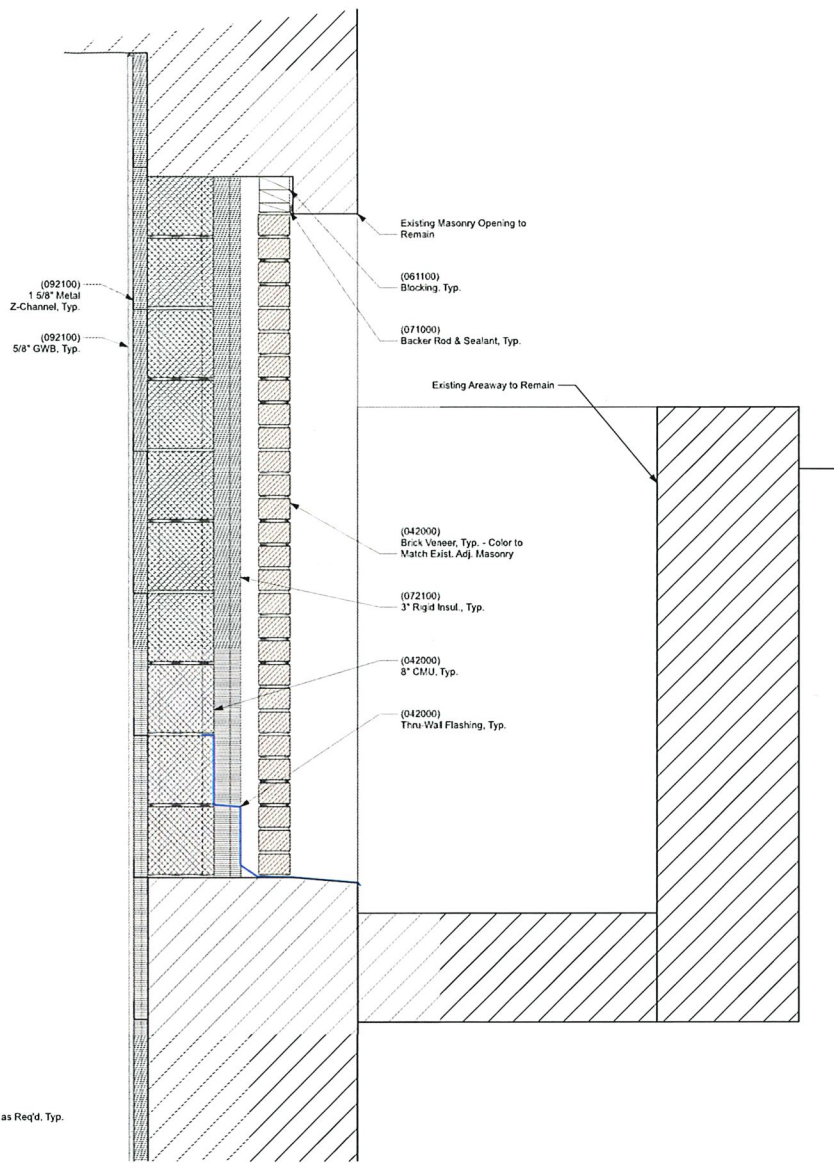 Existing Masonry Opening to
Remain
(061100)
Blocking, Typ.
(071000)
Backer Rod & Sealant, Typ.
(092100)
1 5/8" Metal
Z-Channel, Typ.
(092100)
5/8" GWB, Typ.
Existing Areaway to Remain
(042000)
Brick Veneer, Typ. - Color to
Match Exist. Adj. Masonry
(072100)
3" Rigid Insul., Typ.
(042000)
8" CMU, Typ.
(042000)
Thru-Wall Flashing, Typ.
as Req'd, Typ.